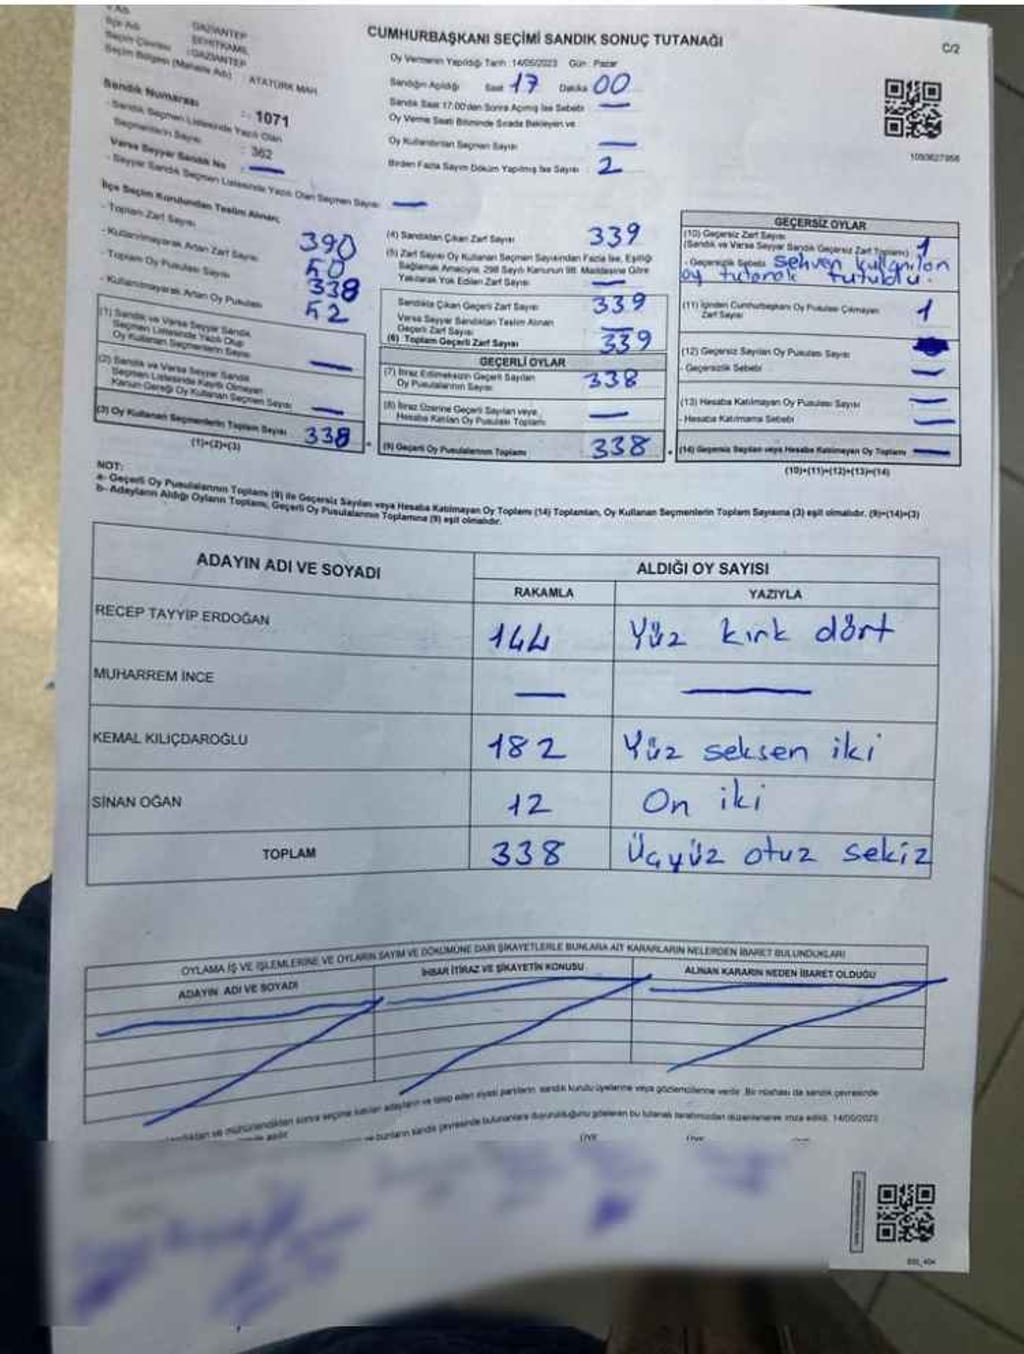 İlçe Adı
GAZİANTEP
ŞEHİTKAMİL
Seçim Çevresi : GAZİANTEP
Seçim Bölgesi (Mahalle Adı) : ATATÜRK MAH.
Sandık Numarası : 1071
- Sandık Seçmen Listesinde Yazılı Olan
Seçmenlerin Sayısı : 362
Varsa Seyyar Sandık No : —
- Seyyar Sandık Seçmen Listesinde Yazılı Olan Seçmen Sayısı —
CUMHURBAŞKANI SEÇİMİ SANDIK SONUÇ TUTANAĞI
C/2
Oy Vermenin Yapıldığı Tarih: 14/05/2023 Gün: Pazar
Sandığın Açıldığı Saat 17 Dakika 00
Sandık Saat 17:00'den Sonra Açılmış İse Sebebi —
Oy Verme Saati Bitiminde Sırada Bekleyen ve
Oy Kullandırılan Seçmen Sayısı —
Birden Fazla Sayım Döküm Yapılmış İse Sayısı 2
İlçe Seçim Kurulundan Teslim Alınan;
- Toplam Zarf Sayısı 390
- Kullanılmayarak Artan Zarf Sayısı 50
- Toplam Oy Pusulası Sayısı 338
- Kullanılmayarak Artan Oy Pusulası 52
(1) Sandık ve Varsa Seyyar Sandık
Seçmen Listesinde Yazılı Olup
Oy Kullanan Seçmenlerin Sayısı —
(2) Sandık ve Varsa Seyyar Sandık
Seçmen Listesinde Kayıtlı Olmayan
Kanun Gereği Oy Kullanan Seçmen Sayısı —
(3) Oy Kullanan Seçmenlerin Toplam Sayısı 338
(1)+(2)=(3)
(4) Sandıktan Çıkan Zarf Sayısı 339
(5) Zarf Sayısı Oy Kullanan Seçmen Sayısından Fazla İse, Eşitliği
Sağlamak Amacıyla, 298 Sayılı Kanunun 98. Maddesine Göre
Yakılarak Yok Edilen Zarf Sayısı —
Sandıkta Çıkan Geçerli Zarf Sayısı 339
Varsa Seyyar Sandıktan Teslim Alınan
Geçerli Zarf Sayısı —
(6) Toplam Geçerli Zarf Sayısı 339
GEÇERLİ OYLAR
(7) İtiraz Edilmeksizin Geçerli Sayılan
Oy Pusulalarının Sayısı 338
(8) İtiraz Üzerine Geçerli Sayılan veya
Hesaba Katılan Oy Pusulası Toplamı —
(9) Geçerli Oy Pusulalarının Toplamı 338
1050627958
GEÇERSİZ OYLAR
(10) Geçersiz Zarf Sayısı
(Sandık ve Varsa Seyyar Sandık Geçersiz Zarf Toplamı) 1
- Geçersizlik Sebebi Sehven kullanılan
oy tutanak tutuldu.
(11) İçinden Cumhurbaşkanı Oy Pusulası Çıkmayan
Zarf Sayısı 1
(12) Geçersiz Sayılan Oy Pusulası Sayısı
- Geçersizlik Sebebi —
(13) Hesaba Katılmayan Oy Pusulası Sayısı —
- Hesaba Katılmama Sebebi —
(14) Geçersiz Sayılan veya Hesaba Katılmayan Oy Toplamı —
(10)+(11)+(12)+(13)=(14)
NOT:
a- Geçerli Oy Pusulalarının Toplamı (9) ile Geçersiz Sayılan veya Hesaba Katılmayan Oy Toplamı (14) Toplamları, Oy Kullanan Seçmenlerin Toplam Sayısına (3) eşit olmalıdır. (9)+(14)=(3)
b- Adayların Aldığı Oyların Toplamı, Geçerli Oy Pusulalarının Toplamına (9) eşit olmalıdır.
ADAYIN ADI VE SOYADI
ALDIĞI OY SAYISI
RAKAMLA YAZIYLA
RECEP TAYYİP ERDOĞAN 144 Yüz kırk dört
MUHARREM İNCE — —
KEMAL KILIÇDAROĞLU 182 Yüz seksen iki
SİNAN OĞAN 12 On iki
TOPLAM 338 Üçyüz otuz sekiz
OYLAMA İŞ VE İŞLEMLERİNE VE OYLARIN SAYIM VE DÖKÜMÜNE DAİR ŞİKAYETLERLE BUNLARA AİT KARARLARIN NELERDEN İBARET BULUNDUKLARI
ADAYIN ADI VE SOYADI
İHBAR İTİRAZ VE ŞİKAYETİN KONUSU
ALINAN KARARIN NEDEN İBARET OLDUĞU
sonra seçime katılan adayların ve talep eden siyasi partilerin sandık kurulu üyelerine veya gözlemcilerine verilir. Bir nüshası da sandık çevresinde
bunların sandık çevresinde bulunanlara duyurulduğunu gösteren bu tutanak tarafımızdan düzenlenerek imza edildi. 14/05/2023